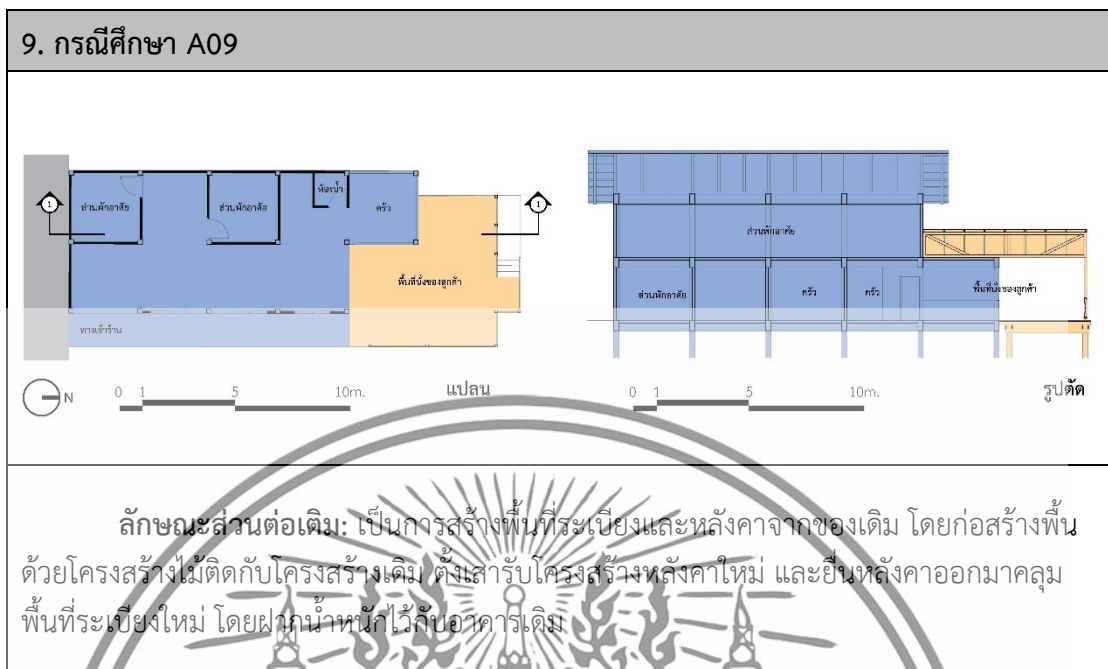 9. กรณีศึกษา A09
1
ส่วนพักอาศัย
ส่วนพักอาศัย
ห้องน้ำ
ครัว
1
พื้นที่นั่งของลูกค้า
ทางเข้าร้าน
ส่วนพักอาศัย
ส่วนพักอาศัย
ครัว
ครัว
พื้นที่นั่งของลูกค้า
N
0 1 5 10m.
แปลน
0 1 5 10m.
รูปตัด
ลักษณะส่วนต่อเติม: เป็นการสร้างพื้นที่ระเบียงและหลังคาจากของเดิม โดยก่อสร้างพื้น
ด้วยโครงสร้างไม้ติดกับโครงสร้างเดิม ตั้งเสารับโครงสร้างหลังคาใหม่ และยื่นหลังคาออกมาคลุม
พื้นที่ระเบียงใหม่ โดยฝากน้ำหนักไว้กับอาคารเดิม